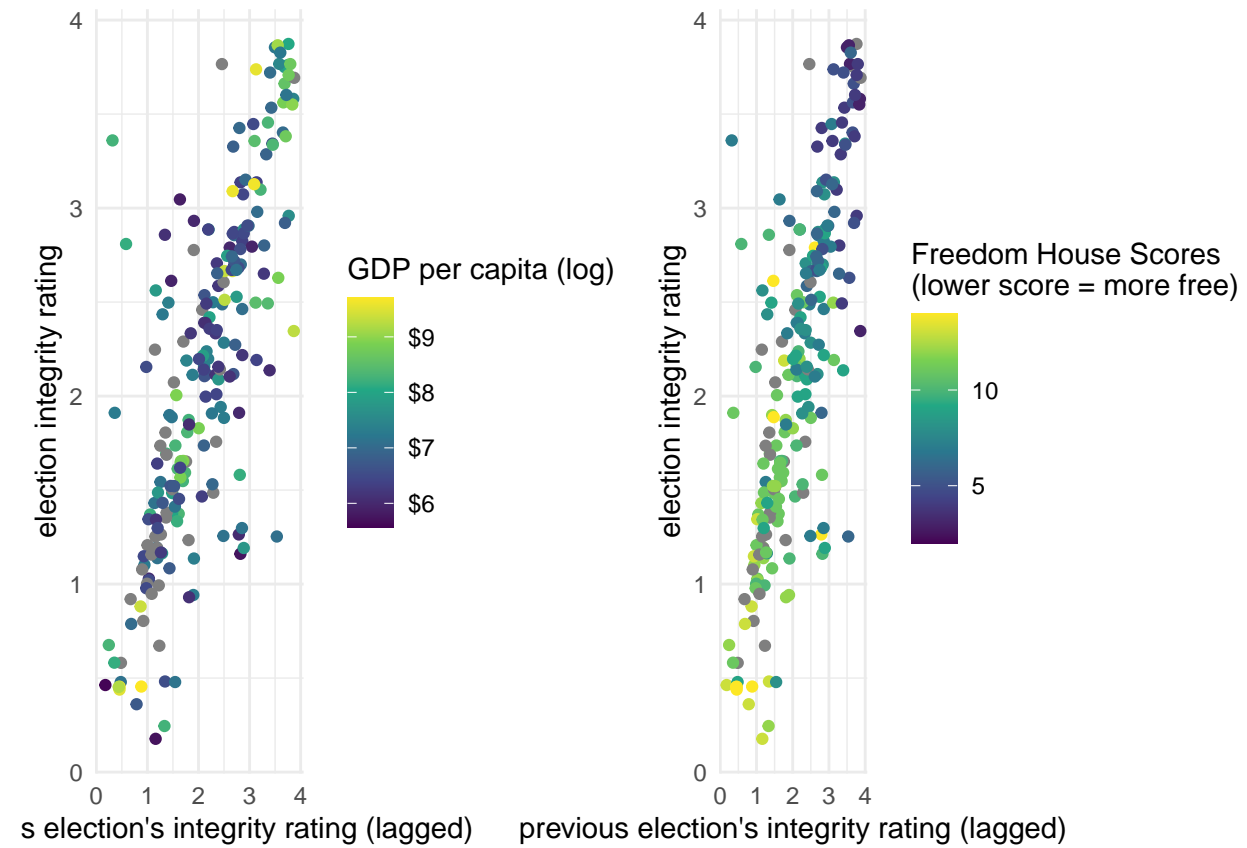 4
3
2
1
0
election integrity rating
0 1 2 3 4
s election's integrity rating (lagged)
GDP per capita (log)
$9
$8
$7
$6
4
3
2
1
0
election integrity rating
0 1 2 3 4
previous election's integrity rating (lagged)
Freedom House Scores
(lower score = more free)
10
5